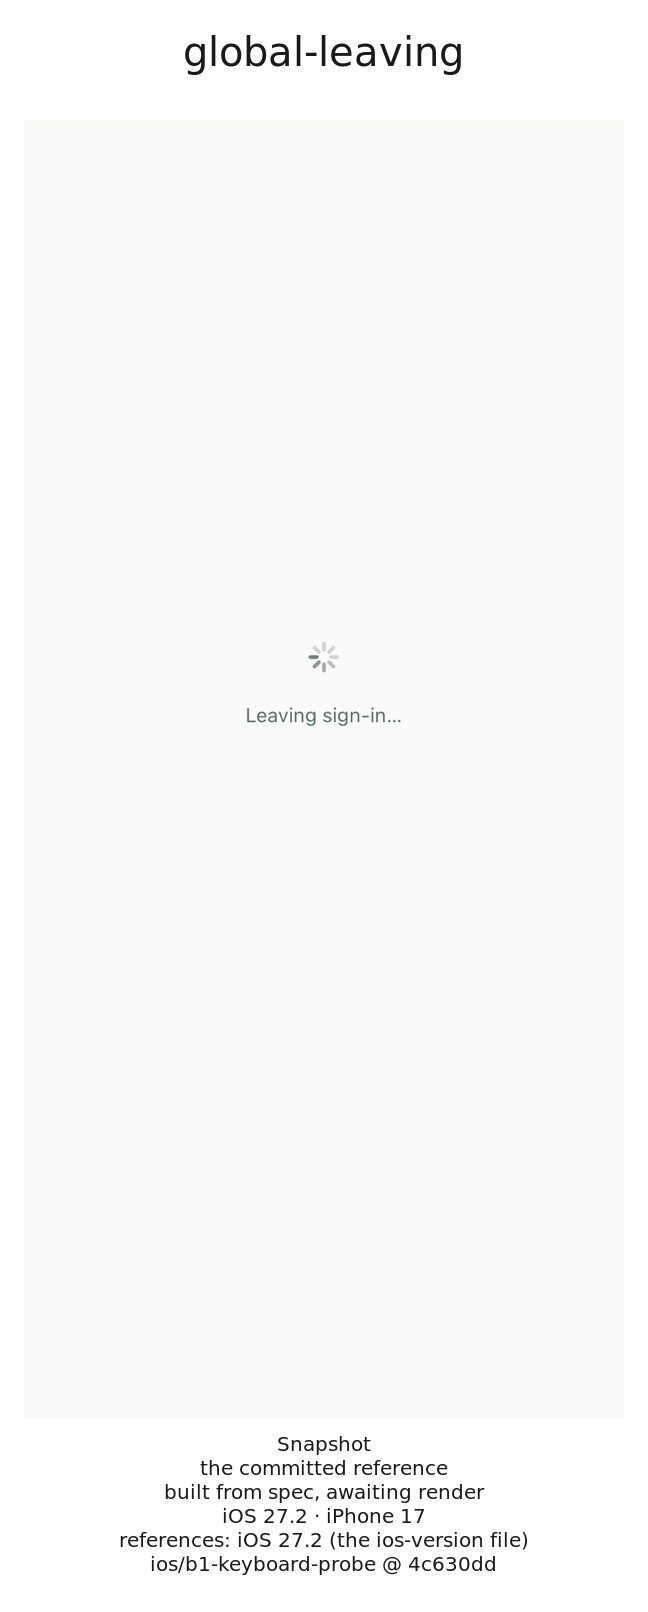 global-leaving
Leaving sign-in...
Snapshot
the committed reference
built from spec, awaiting render
iOS 27.2 · iPhone 17
references: iOS 27.2 (the ios-version file)
ios/b1-keyboard-probe @ 4c630dd